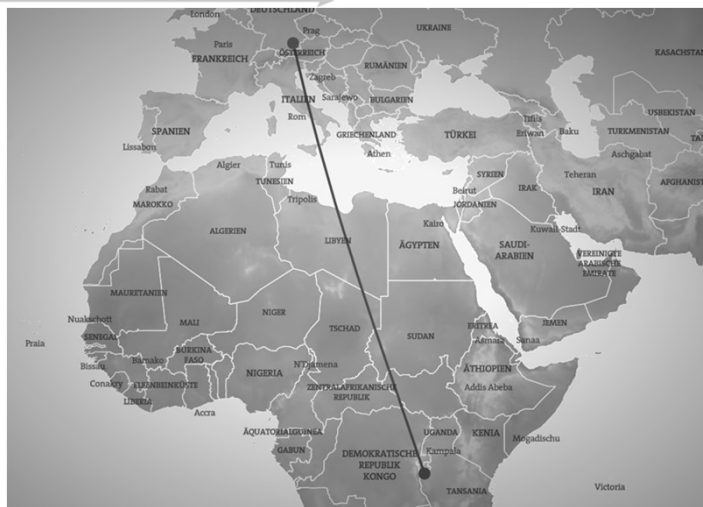 DEUTSCHLAND
London
Prag
UKRAINE
Paris
FRANKREICH
ÖSTERREICH
KASACHSTAN
RUMÄNIEN
Zagreb
ITALIEN
Sarajewo
BULGARIEN
USBEKISTAN
Rom
Tiflis
SPANIEN
GRIECHENLAND
TÜRKEI
Eriwan
Baku
TURKMENISTAN
Lissabon
Athen
Aschgabat
Algier
Tunis
SYRIEN
Teheran
TUNESIEN
Rabat
Beirut
IRAK
IRAN
AFGHANIST
MAROKKO
Tripolis
JORDANIEN
Kairo
Kuwait-Stadt
ALGERIEN
LIBYEN
ÄGYPTEN
SAUDI-
ARABIEN
VEREINIGTE
ARABISCHE
EMIRATE
MAURETANIEN
NIGER
Nuakschott
MALI
TSCHAD
SUDAN
ERITREA
JEMEN
Praia
SENEGAL
Asmara
Sanaa
BURKINA
FASO
Bamako
Bissau
N'Djamena
ÄTHIOPIEN
NIGERIA
Conakry
ELFENBEINKÜSTE
ZENTRALAFRIKANISCHE
REPUBLIK
Addis Abeba
LIBERIA
Accra
ÄQUATORIALGUINEA
UGANDA
KENIA
Mogadischu
GABUN
DEMOKRATISCHE
REPUBLIK
KONGO
Kampala
TANSANIA
Victoria